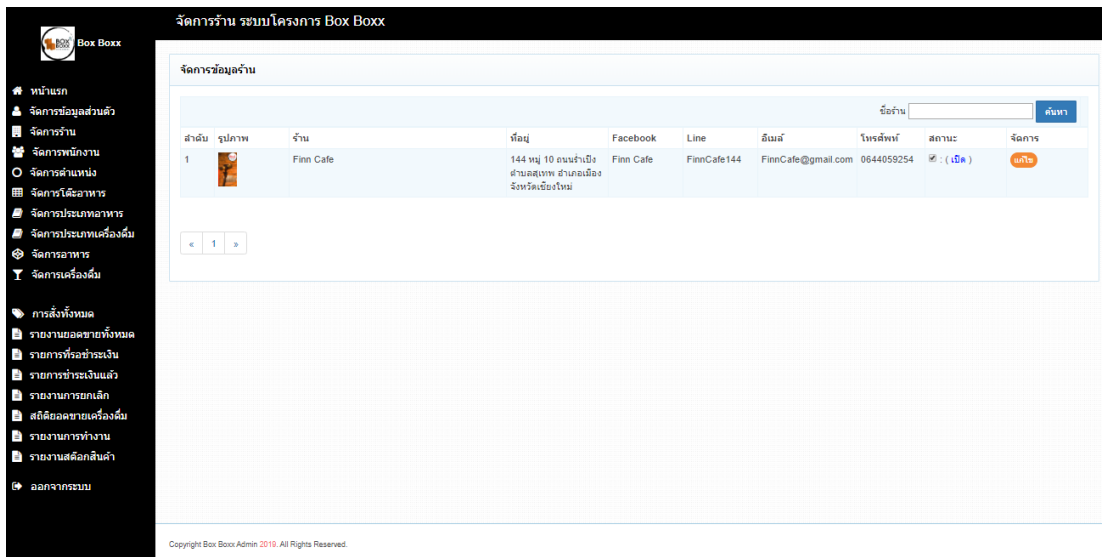 จัดการร้าน ระบบโครงการ Box Boxx
Box Boxx
หน้าแรก
จัดการข้อมูลส่วนตัว
จัดการร้าน
จัดการพนักงาน
จัดการตำแหน่ง
จัดการโต๊ะอาหาร
จัดการประเภทอาหาร
จัดการประเภทเครื่องดื่ม
จัดการอาหาร
จัดการเครื่องดื่ม
การสั่งทั้งหมด
รายงานยอดขายทั้งหมด
รายการที่รอชำระเงิน
รายการชำระเงินแล้ว
รายงานการยกเลิก
สถิติยอดขายเครื่องดื่ม
รายงานการทำงาน
รายงานสต๊อกสินค้า
ออกจากระบบ
จัดการข้อมูลร้าน
ชื่อร้าน ค้นหา
ลำดับ รูปภาพ ร้าน ที่อยู่ Facebook Line อีเมล์ โทรศัพท์ สถานะ จัดการ
1 Finn Cafe 144 หมู่ 10 ถนนร่ำเปิง Finn Cafe FinnCafe144 FinnCafe@gmail.com 0644059254 : ( เปิด ) แก้ไข
ตำบลสุเทพ อำเภอเมือง
จังหวัดเชียงใหม่
« 1 »
Copyright Box Boxx Admin 2019. All Rights Reserved.